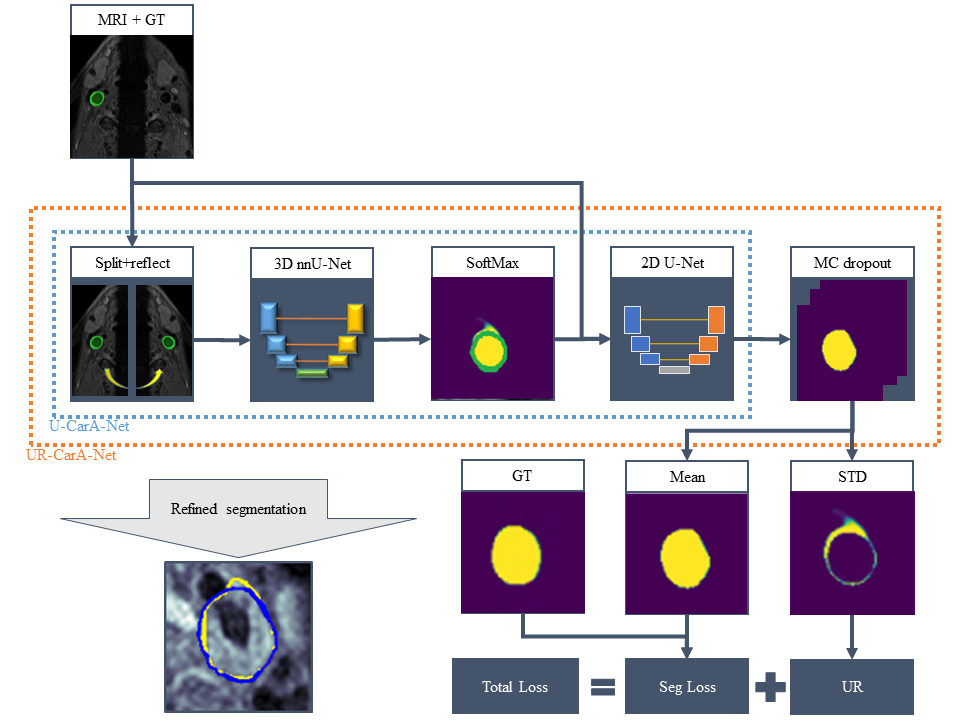 MRI + GT
Split+reflect
3D nnU-Net
SoftMax
2D U-Net
MC dropout
U-CarA-Net
UR-CarA-Net
GT
Mean
STD
Refined segmentation
Total Loss
=
Seg Loss
+
UR